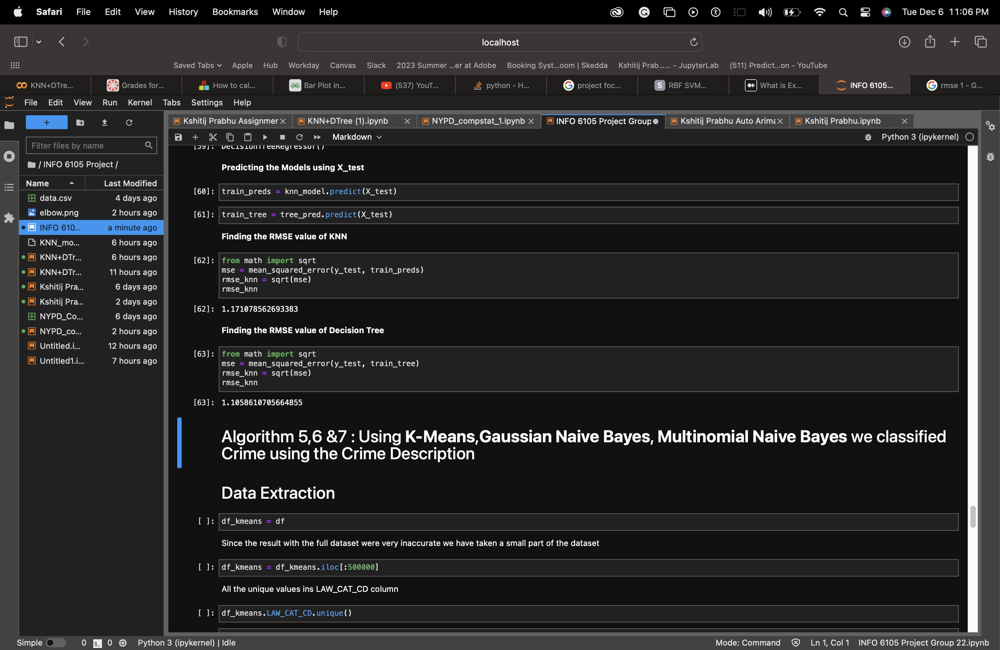 Safari File Edit View History Bookmarks Window Help Tue Dec 6 11:06 PM
localhost
Saved Tabs Apple Hub Workday Canvas Slack 2023 Summer ...er at Adobe Booking Syst...oom | Skedda Kshitij Prab...... - JupyterLab (511) Predict...on - YouTube
KNN+DTre... Grades for... How to cal... Bar Plot in... (537) YouT... python - H... project foc... S RBF SVM... What is Ex... INFO 6105... rmse 1 - G...
File Edit View Run Kernel Tabs Settings Help
Kshitij Prabhu Assignmer KNN+DTree (1).ipynb NYPD_compstat_1.ipynb INFO 6105 Project Group Kshitij Prabhu Auto Arima Kshitij Prabhu.ipynb
Markdown Python 3 (ipykernel)
Filter files by name
/ INFO 6105 Project /
Name Last Modified
data.csv 4 days ago
elbow.png 2 hours ago
INFO 610... a minute ago
KNN_mo... 6 hours ago
KNN+DTr... 6 hours ago
KNN+DTr... 11 hours ago
Kshitij Pra... 6 days ago
Kshitij Pra... 2 days ago
NYPD_Co... 6 days ago
NYPD_co... 2 hours ago
Untitled.i... 12 hours ago
Untitled1.i... 7 hours ago
[59]: DecisionTreeRegressor()
Predicting the Models using X_test
[60]: train_preds = knn_model.predict(X_test)
[61]: train_tree = tree_pred.predict(X_test)
Finding the RMSE value of KNN
[62]: from math import sqrt
mse = mean_squared_error(y_test, train_preds)
rmse_knn = sqrt(mse)
rmse_knn
[62]: 1.171078562693383
Finding the RMSE value of Decision Tree
[63]: from math import sqrt
mse = mean_squared_error(y_test, train_tree)
rmse_knn = sqrt(mse)
rmse_knn
[63]: 1.1058610705664855
Algorithm 5,6 &7 : Using K-Means,Gaussian Naive Bayes, Multinomial Naive Bayes we classified
Crime using the Crime Description
Data Extraction
[ ]: df_kmeans = df
Since the result with the full dataset were very inaccurate we have taken a small part of the dataset
[ ]: df_kmeans = df_kmeans.iloc[:500000]
All the unique values ins LAW_CAT_CD column
[ ]: df_kmeans.LAW_CAT_CD.unique()
Simple 0 $_ 0 Python 3 (ipykernel) | Idle Mode: Command Ln 1, Col 1 INFO 6105 Project Group 22.ipynb